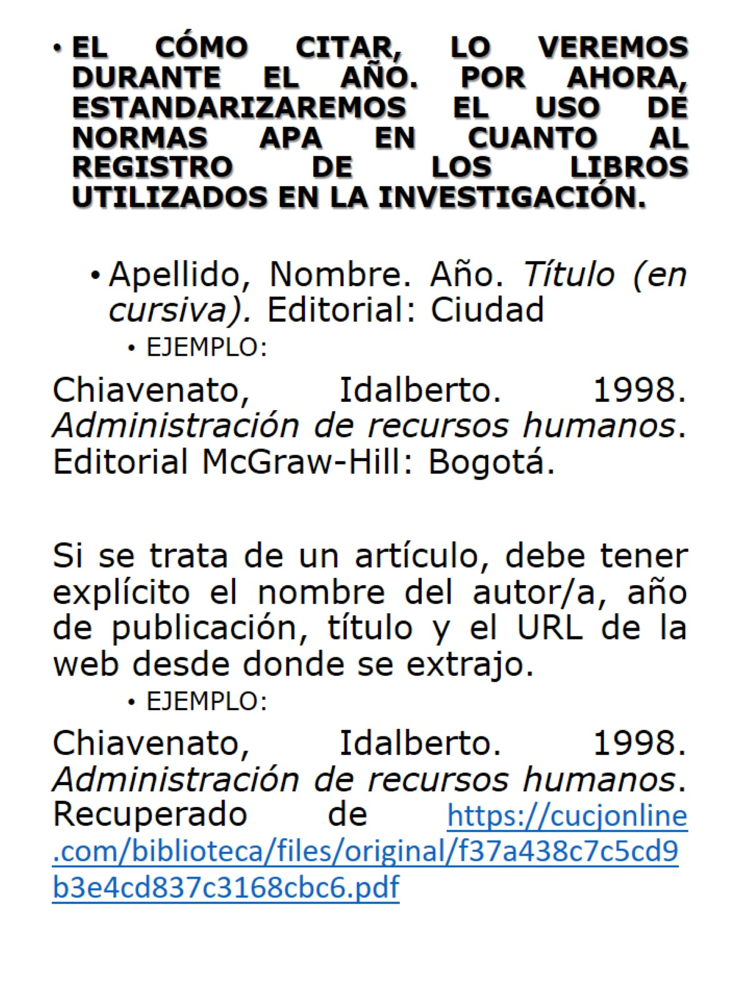 • EL CÓMO CITAR, LO VEREMOS
DURANTE EL AÑO. POR AHORA,
ESTANDARIZAREMOS EL USO DE
NORMAS APA EN CUANTO AL
REGISTRO DE LOS LIBROS
UTILIZADOS EN LA INVESTIGACIÓN.
• Apellido, Nombre. Año. Título (en
cursiva). Editorial: Ciudad
• EJEMPLO:
Chiavenato, Idalberto. 1998.
Administración de recursos humanos.
Editorial McGraw-Hill: Bogotá.
Si se trata de un artículo, debe tener
explícito el nombre del autor/a, año
de publicación, título y el URL de la
web desde donde se extrajo.
• EJEMPLO:
Chiavenato, Idalberto. 1998.
Administración de recursos humanos.
Recuperado de https://cucjonline
.com/biblioteca/files/original/f37a438c7c5cd9
b3e4cd837c3168cbc6.pdf